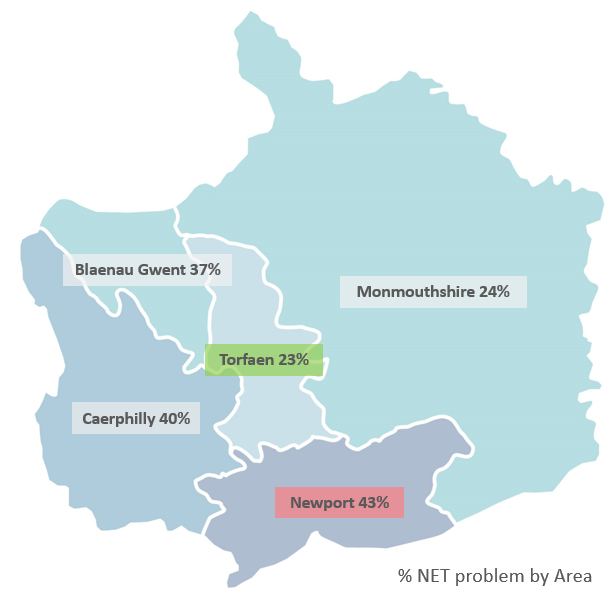 Blaenau Gwent 37%
Monmouthshire 24%
Torfaen 23%
Caerphilly 40%
Newport 43%
% NET problem by Area